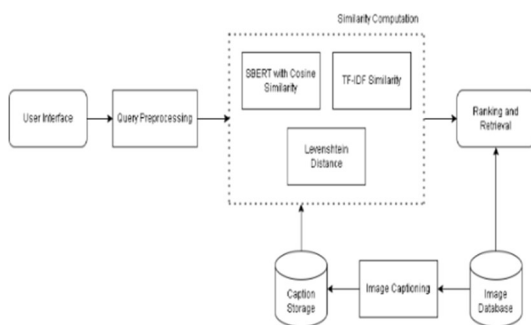 Similarity Computation
SBERT with Cosine
Similarity
TF-IDF Similarity
User Interface
Query Preprocessing
Ranking and
Retrieval
Levenshtein
Distance
Caption
Storage
Image Captioning
Image
Database